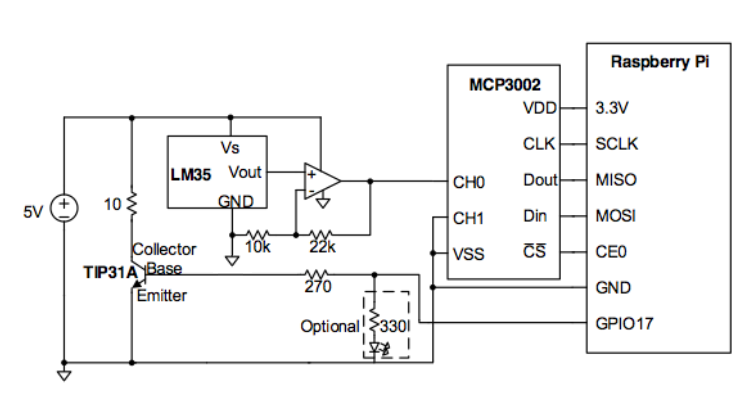 Raspberry Pi
MCP3002
VDD
3.3V
CLK
SCLK
Vs
LM35
Vout
+
-
Dout
MISO
CH0
5V
+
10
GND
CH1
Din
MOSI
10k
22k
VSS
CS
CE0
Collector
TIP31A
Base
Emitter
270
GND
Optional
330
GPIO17